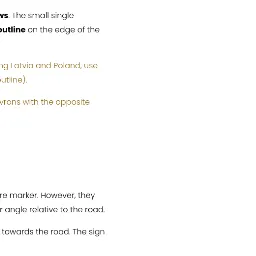 ws. The small single
outline on the edge of the
ng Latvia and Poland, use
utline).
vrons with the opposite
re marker. However, they
r angle relative to the road.
towards the road. The sign